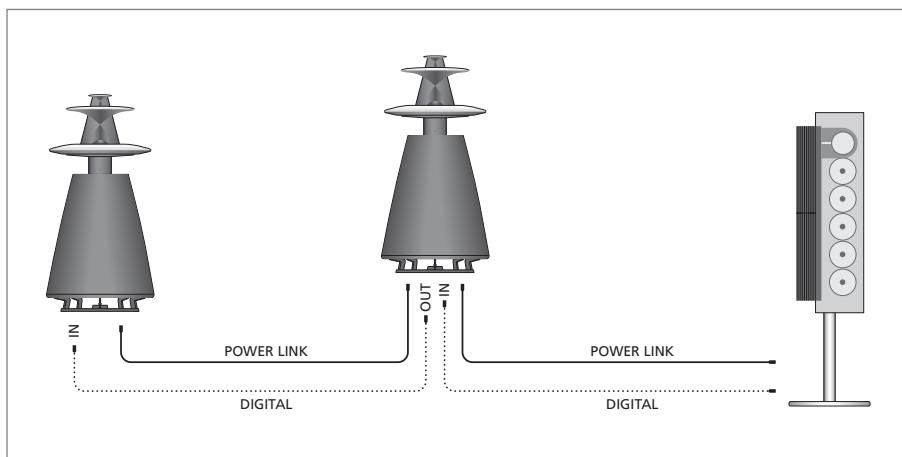 OUT
IN
IN
POWER LINK
POWER LINK
DIGITAL
DIGITAL